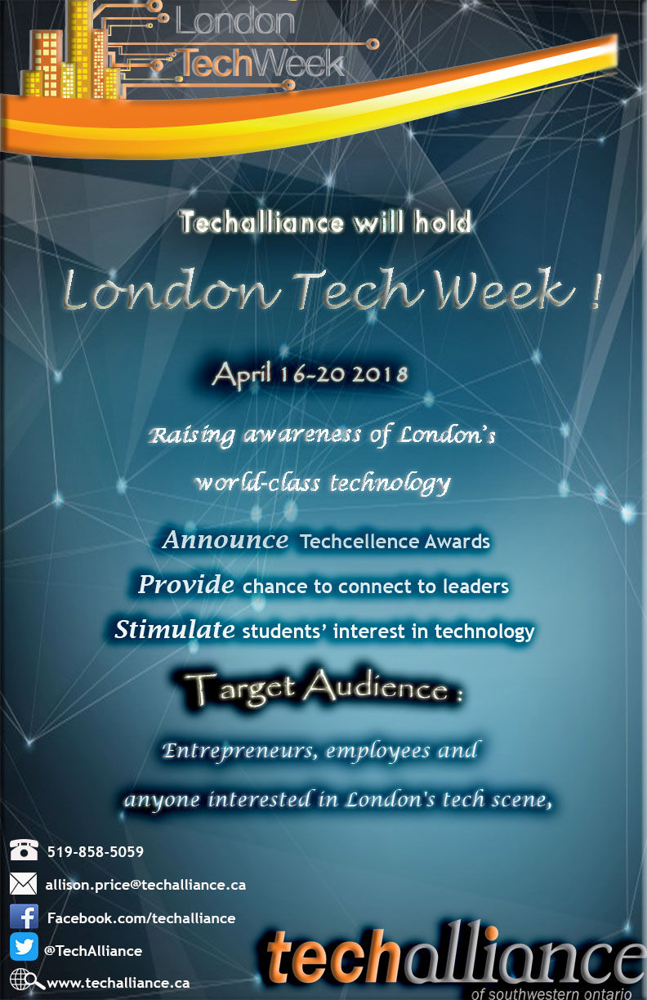 London
TechWeek
Techalliance will hold
London Tech Week !
April 16-20 2018
Raising awareness of London's
world-class technology
Announce Techcellence Awards
Provide chance to connect to leaders
Stimulate students' interest in technology
Target Audience :
Entrepreneurs, employees and
anyone interested in London's tech scene,
519-858-5059
allison.price@techalliance.ca
Facebook.com/techalliance
@TechAlliance
www.techalliance.ca
techalliance
of southwestern ontario